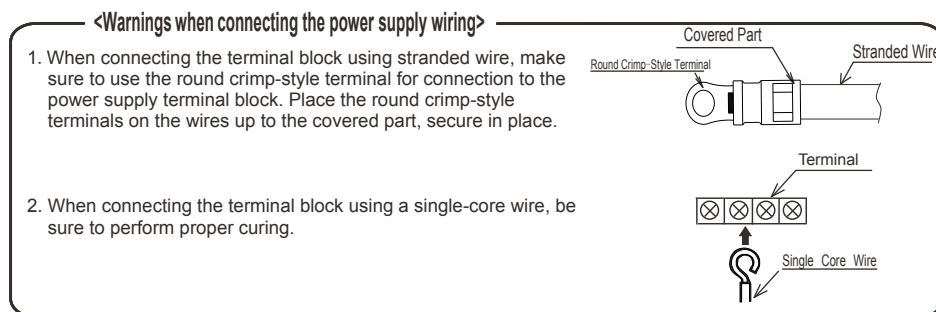 <Warnings when connecting the power supply wiring>
1. When connecting the terminal block using stranded wire, make
sure to use the round crimp-style terminal for connection to the
power supply terminal block. Place the round crimp-style
terminals on the wires up to the covered part, secure in place.
Covered Part
Round Crimp-Style Terminal
Stranded Wire
2. When connecting the terminal block using a single-core wire, be
sure to perform proper curing.
Terminal
Single Core Wire